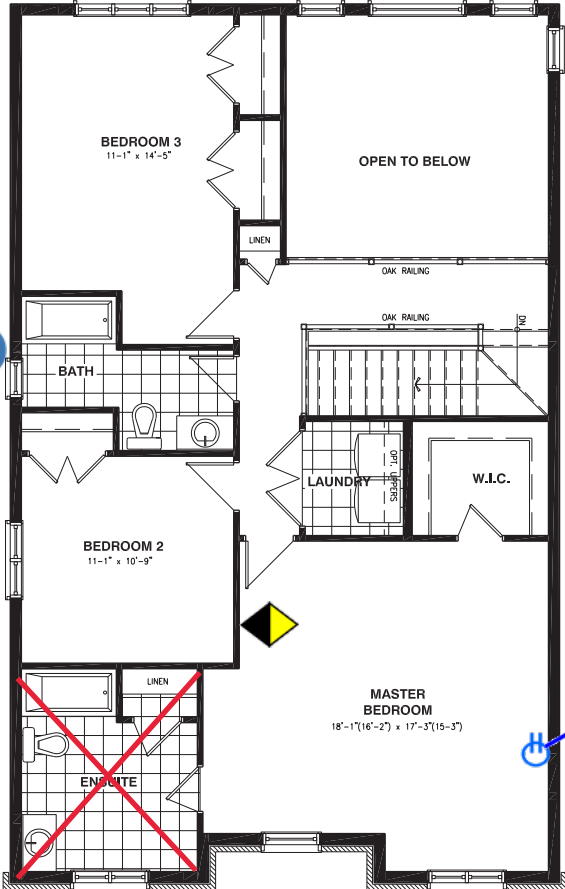 BEDROOM 3
11'-1" x 14'-5"
OPEN TO BELOW
LINEN
OAK RAILING
OAK RAILING
DN
BATH
LAUNDRY
OPT. UPPERS
W.I.C.
BEDROOM 2
11'-1" x 10'-9"
LINEN
MASTER
BEDROOM
18'-1"(16'-2") x 17'-3"(15'-3")
ENSUITE